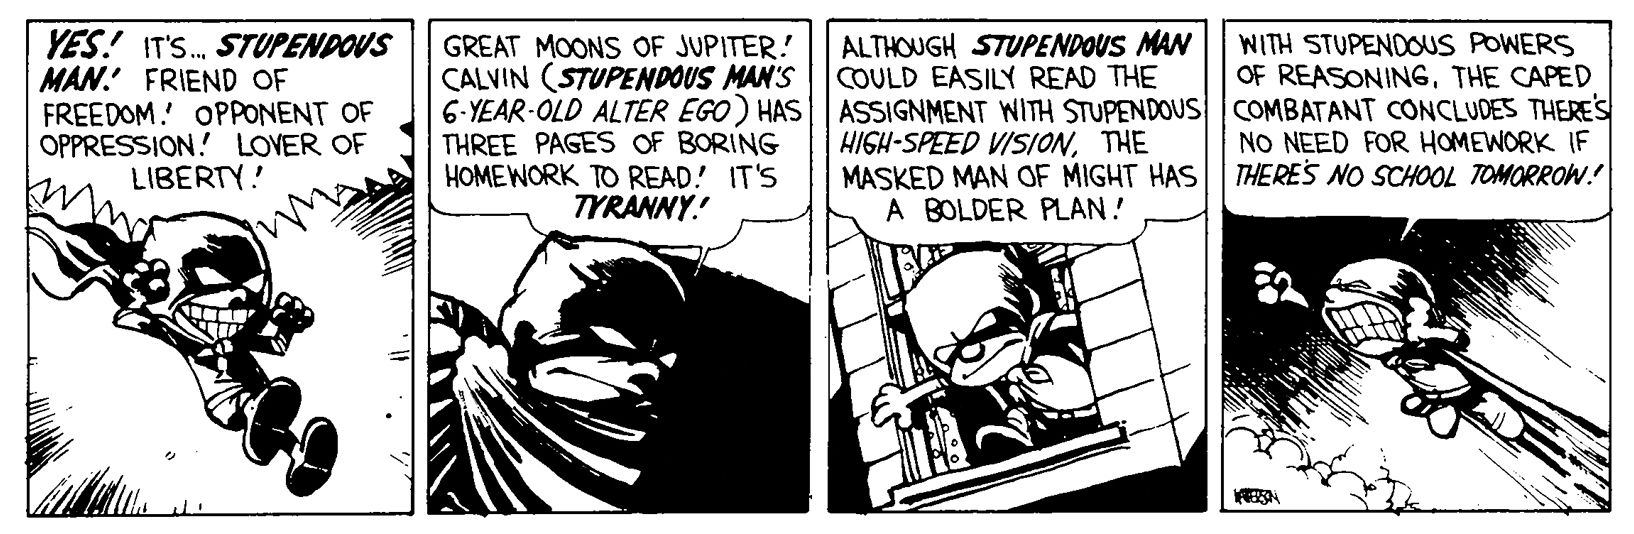 YES! IT'S... STUPENDOUS
MAN! FRIEND OF
FREEDOM! OPPONENT OF
OPPRESSION! LOVER OF
LIBERTY!
GREAT MOONS OF JUPITER!
CALVIN (STUPENDOUS MAN'S
6-YEAR-OLD ALTER EGO) HAS
THREE PAGES OF BORING
HOMEWORK TO READ! IT'S
TYRANNY!
ALTHOUGH STUPENDOUS MAN
COULD EASILY READ THE
ASSIGNMENT WITH STUPENDOUS
HIGH-SPEED VISION, THE
MASKED MAN OF MIGHT HAS
A BOLDER PLAN!
WITH STUPENDOUS POWERS
OF REASONING, THE CAPED
COMBATANT CONCLUDES THERE'S
NO NEED FOR HOMEWORK IF
THERE'S NO SCHOOL TOMORROW!
WATTERSON